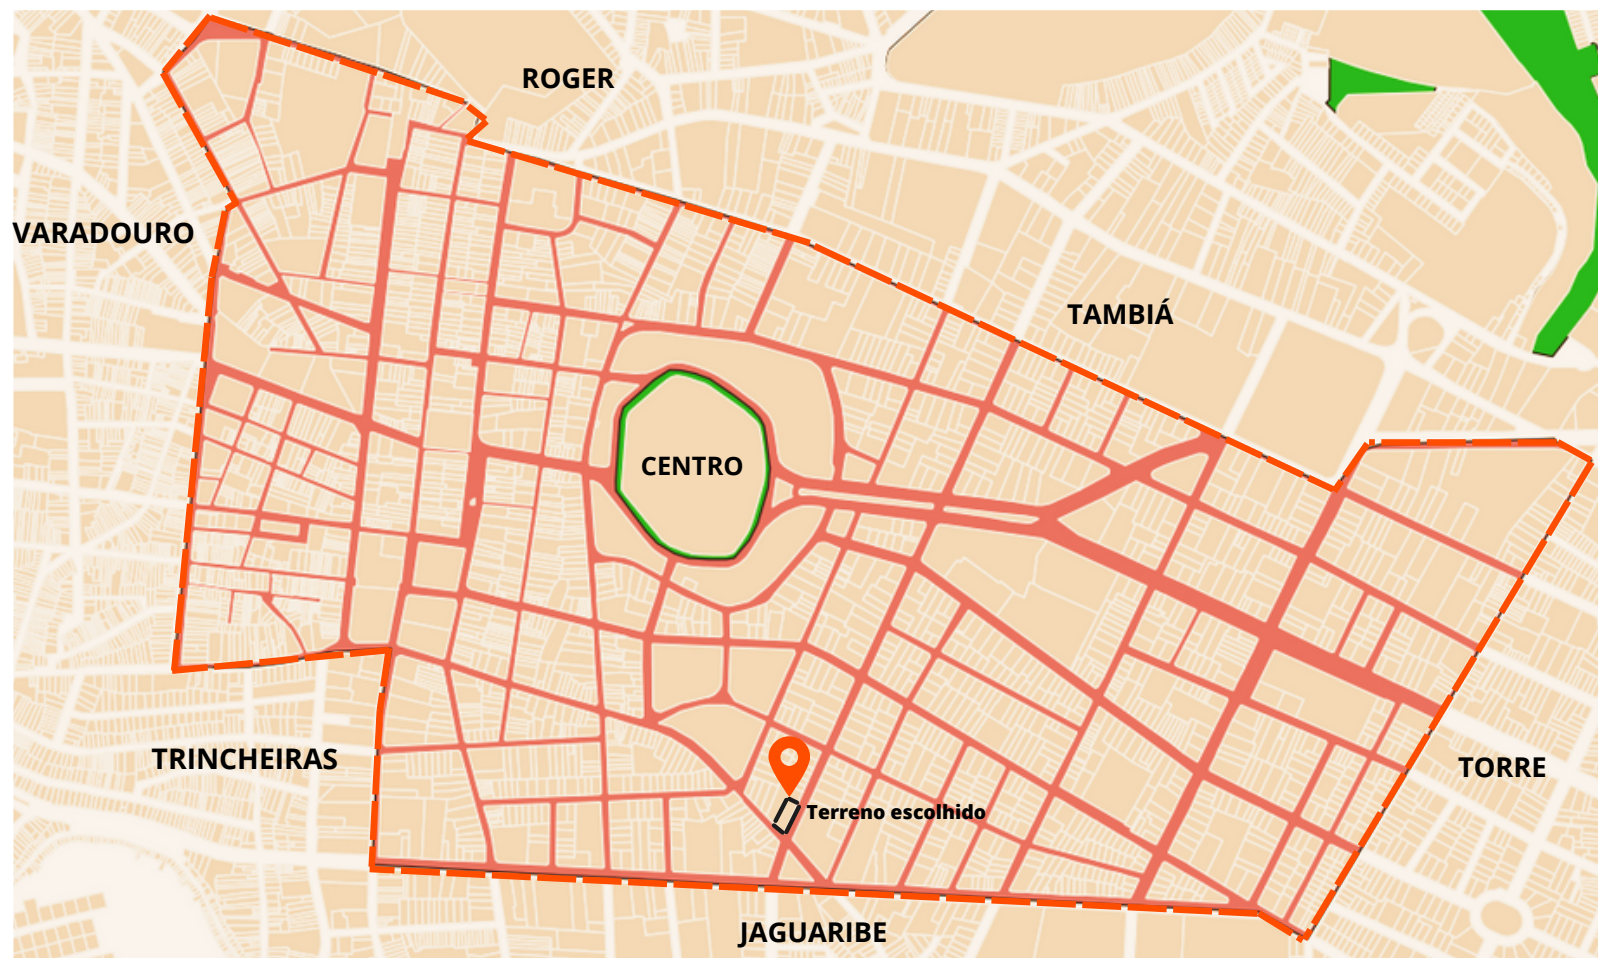 ROGER
VARADOURO
TAMBIÁ
CENTRO
TRINCHEIRAS
TORRE
Terreno escolhido
JAGUARIBE